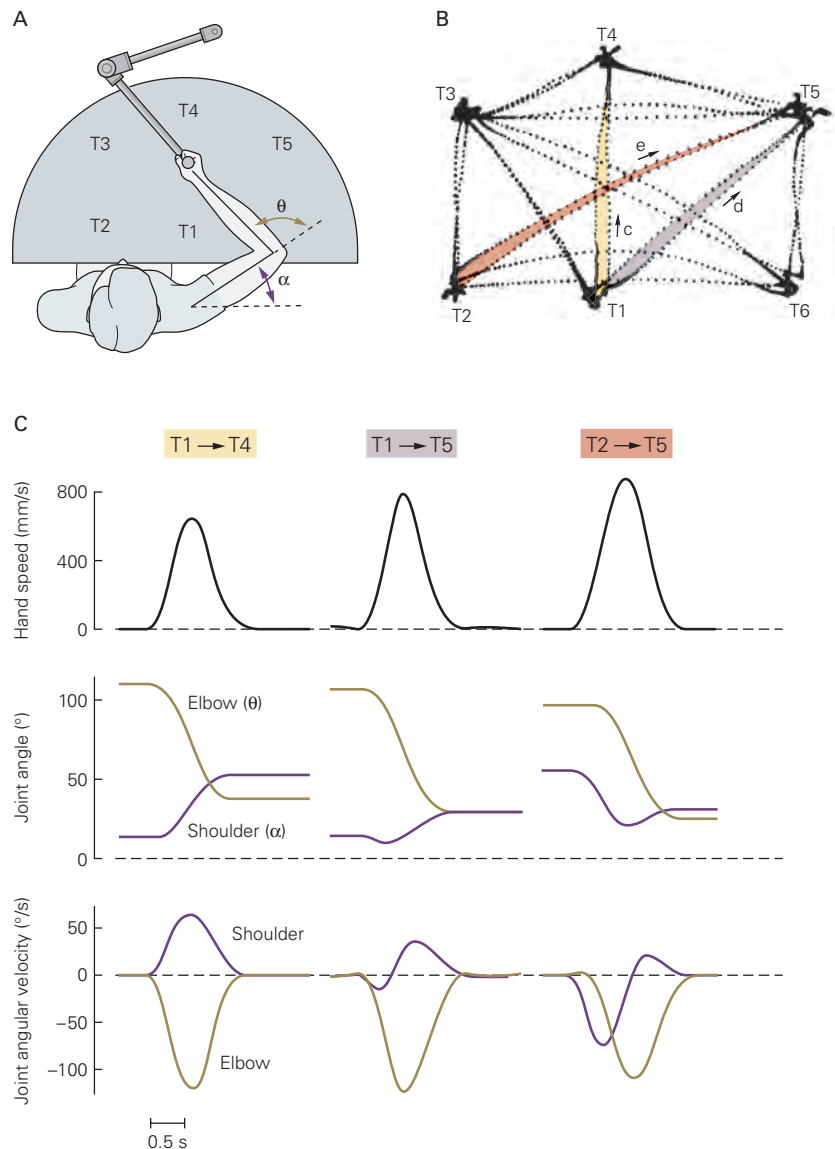 A
T4
T3
T5
θ
T2
T1
α
B
T4
T3
T5
e
d
c
T2
T1
T6
C
T1 → T4
T1 → T5
T2 → T5
Hand speed (mm/s)
800
400
0
Joint angle (°)
100
50
0
Elbow (θ)
Shoulder (α)
Joint angular velocity (°/s)
50
0
−50
−100
Shoulder
Elbow
0.5 s